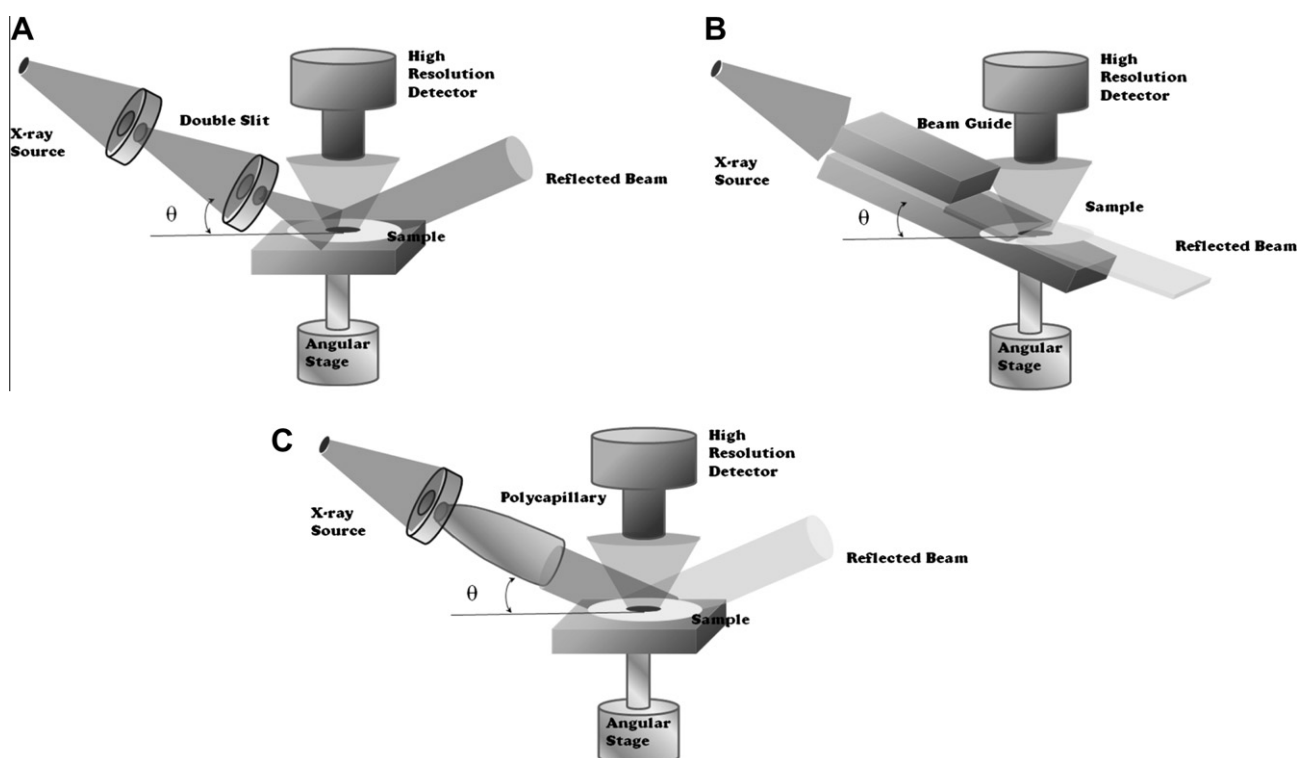 A
High
Resolution
Detector
Double Slit
X-ray
Source
Reflected Beam
θ
Sample
Angular
Stage
B
High
Resolution
Detector
Beam Guide
X-ray
Source
Sample
θ
Reflected Beam
Angular
Stage
C
High
Resolution
Detector
Polycapillary
X-ray
Source
Reflected Beam
θ
Sample
Angular
Stage